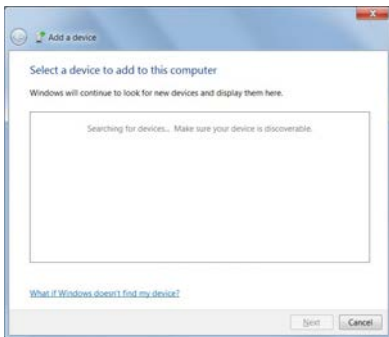 Add a device
Select a device to add to this computer
Windows will continue to look for new devices and display them here.
Searching for devices... Make sure your device is discoverable.
What if Windows doesn't find my device?
Next Cancel